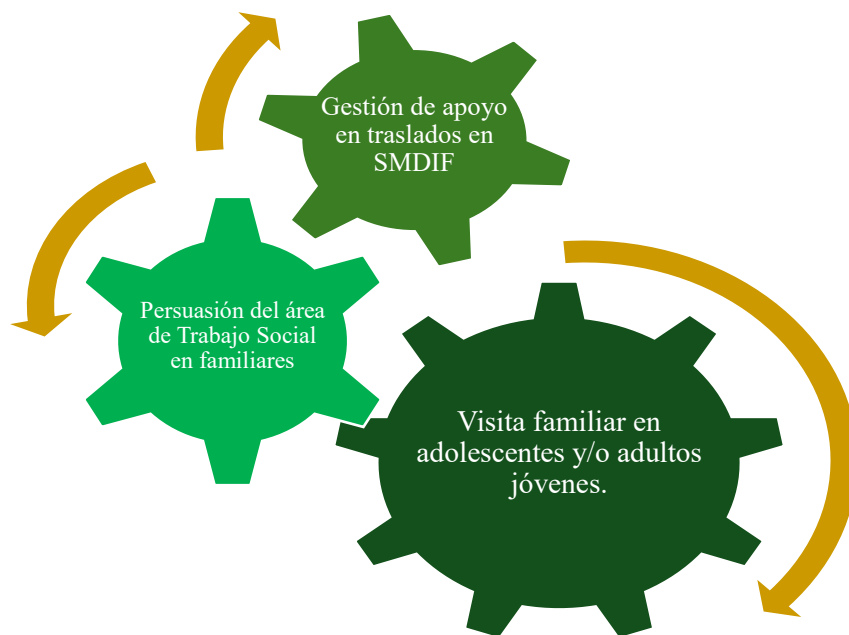 Gestión de apoyo
en traslados en
SMDIF
Persuasión del área
de Trabajo Social
en familiares
Visita familiar en
adolescentes y/o adultos
jóvenes.